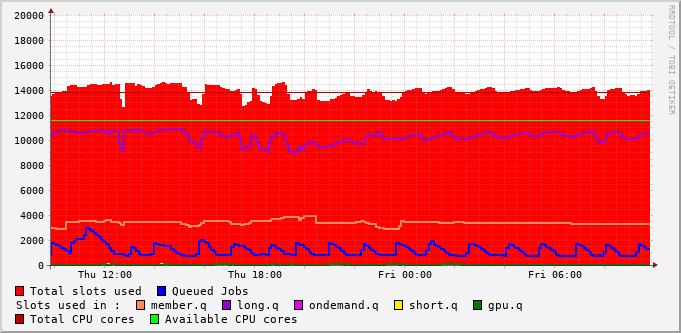 20000
18000
16000
14000
12000
10000
8000
6000
4000
2000
0
Thu 12:00 Thu 18:00 Fri 00:00 Fri 06:00
RRDTOOL / TOBI OETIKER
Total slots used Queued Jobs
Slots used in : member.q long.q ondemand.q short.q gpu.q
Total CPU cores Available CPU cores